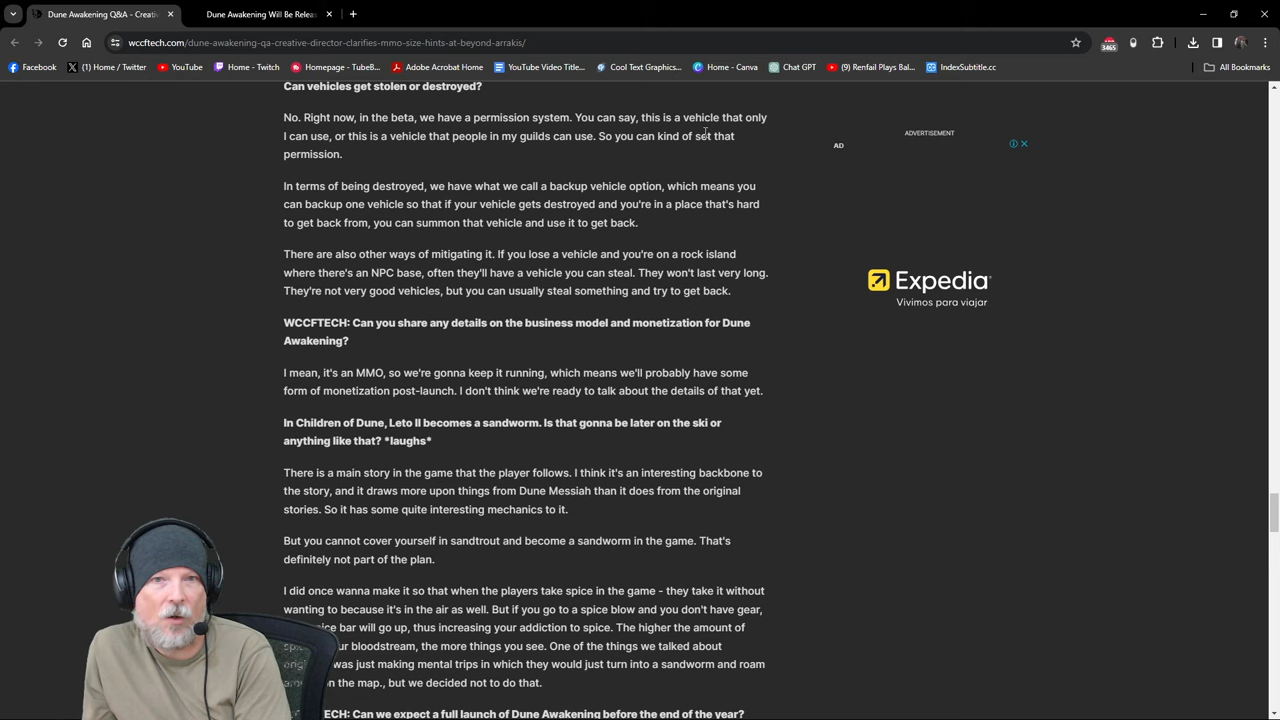 Dune Awakening Q&A - Creati
Dune Awakening Will Be Relea
wccftech.com/dune-awakening-qa-creative-director-clarifies-mmo-size-hints-at-beyond-arrakis/
3465
Facebook
(1) Home / Twitter
YouTube
Home - Twitch
Homepage - TubeB...
Adobe Acrobat Home
YouTube Video Title...
Cool Text Graphics...
Home - Canva
Chat GPT
(9) Retfail Plays Bal...
IndexSubtitle.cc
All Bookmarks
Can vehicles get stolen or destroyed?
No. Right now, in the beta, we have a permission system. You can say, this is a vehicle that only
I can use, or this is a vehicle that people in my guilds can use. So you can kind of set that
permission.
ADVERTISEMENT
AD
In terms of being destroyed, we have what we call a backup vehicle option, which means you
can backup one vehicle so that if your vehicle gets destroyed and you're in a place that's hard
to get back from, you can summon that vehicle and use it to get back.
There are also other ways of mitigating it. If you lose a vehicle and you're on a rock island
where there's an NPC base, often they'll have a vehicle you can steal. They won't last very long.
They're not very good vehicles, but you can usually steal something and try to get back.
Expedia
Vivimos para viajar
WCCFTECH: Can you share any details on the business model and monetization for Dune
Awakening?
I mean, it's an MMO, so we're gonna keep it running, which means we'll probably have some
form of monetization post-launch. I don't think we're ready to talk about the details of that yet.
In Children of Dune, Leto II becomes a sandworm. Is that gonna be later on the ski or
anything like that? *laughs*
There is a main story in the game that the player follows. I think it's an interesting backbone to
the story, and it draws more upon things from Dune Messiah than it does from the original
stories. So it has some quite interesting mechanics to it.
But you cannot cover yourself in sandtrout and become a sandworm in the game. That's
definitely not part of the plan.
I did once wanna make it so that when the players take spice in the game - they take it without
wanting to because it's in the air as well. But if you go to a spice blow and you don't have gear,
bar will go up, thus increasing your addiction to spice. The higher the amount of
bloodstream, the more things you see. One of the things we talked about
was just making mental trips in which they would just turn into a sandworm and roam
on the map., but we decided not to do that.
TECH: Can we expect a full launch of Dune Awakening before the end of the year?